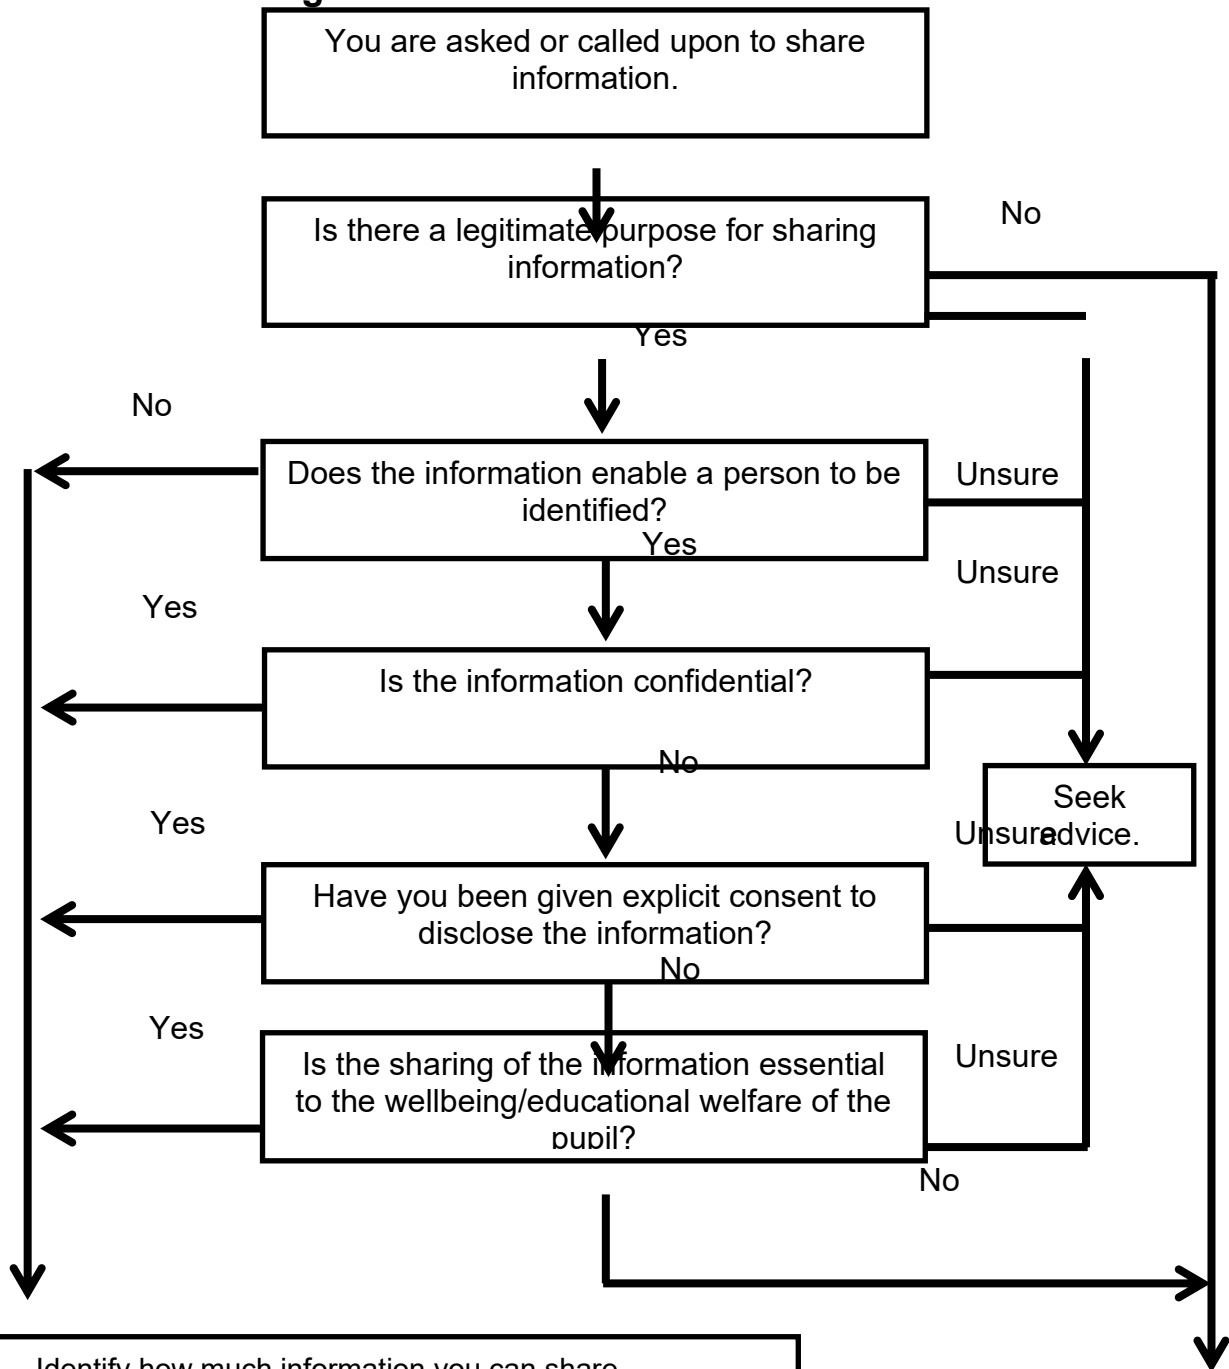 You are asked or called upon to share
information.
No
Is there a legitimate purpose for sharing
information?
Yes
No
Does the information enable a person to be
identified?
Unsure
Yes
Unsure
Yes
Is the information confidential?
No
Seek
advice.
Unsure
Yes
Have you been given explicit consent to
disclose the information?
No
Yes
Is the sharing of the information essential
to the wellbeing/educational welfare of the
pupil?
Unsure
No
Identify how much information you can share